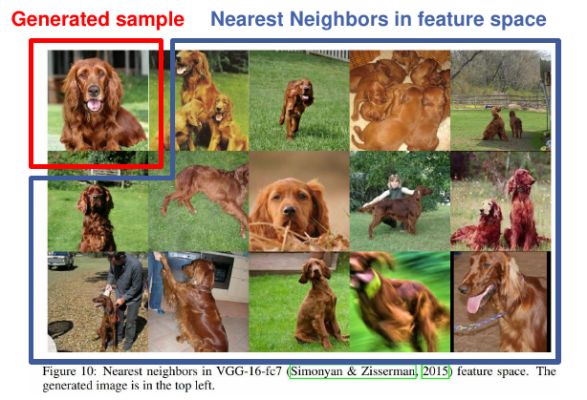 Generated sample
Nearest Neighbors in feature space
Figure 10: Nearest neighbors in VGG-16-fc7 (Simonyan & Zisserman, 2015) feature space. The
generated image is in the top left.